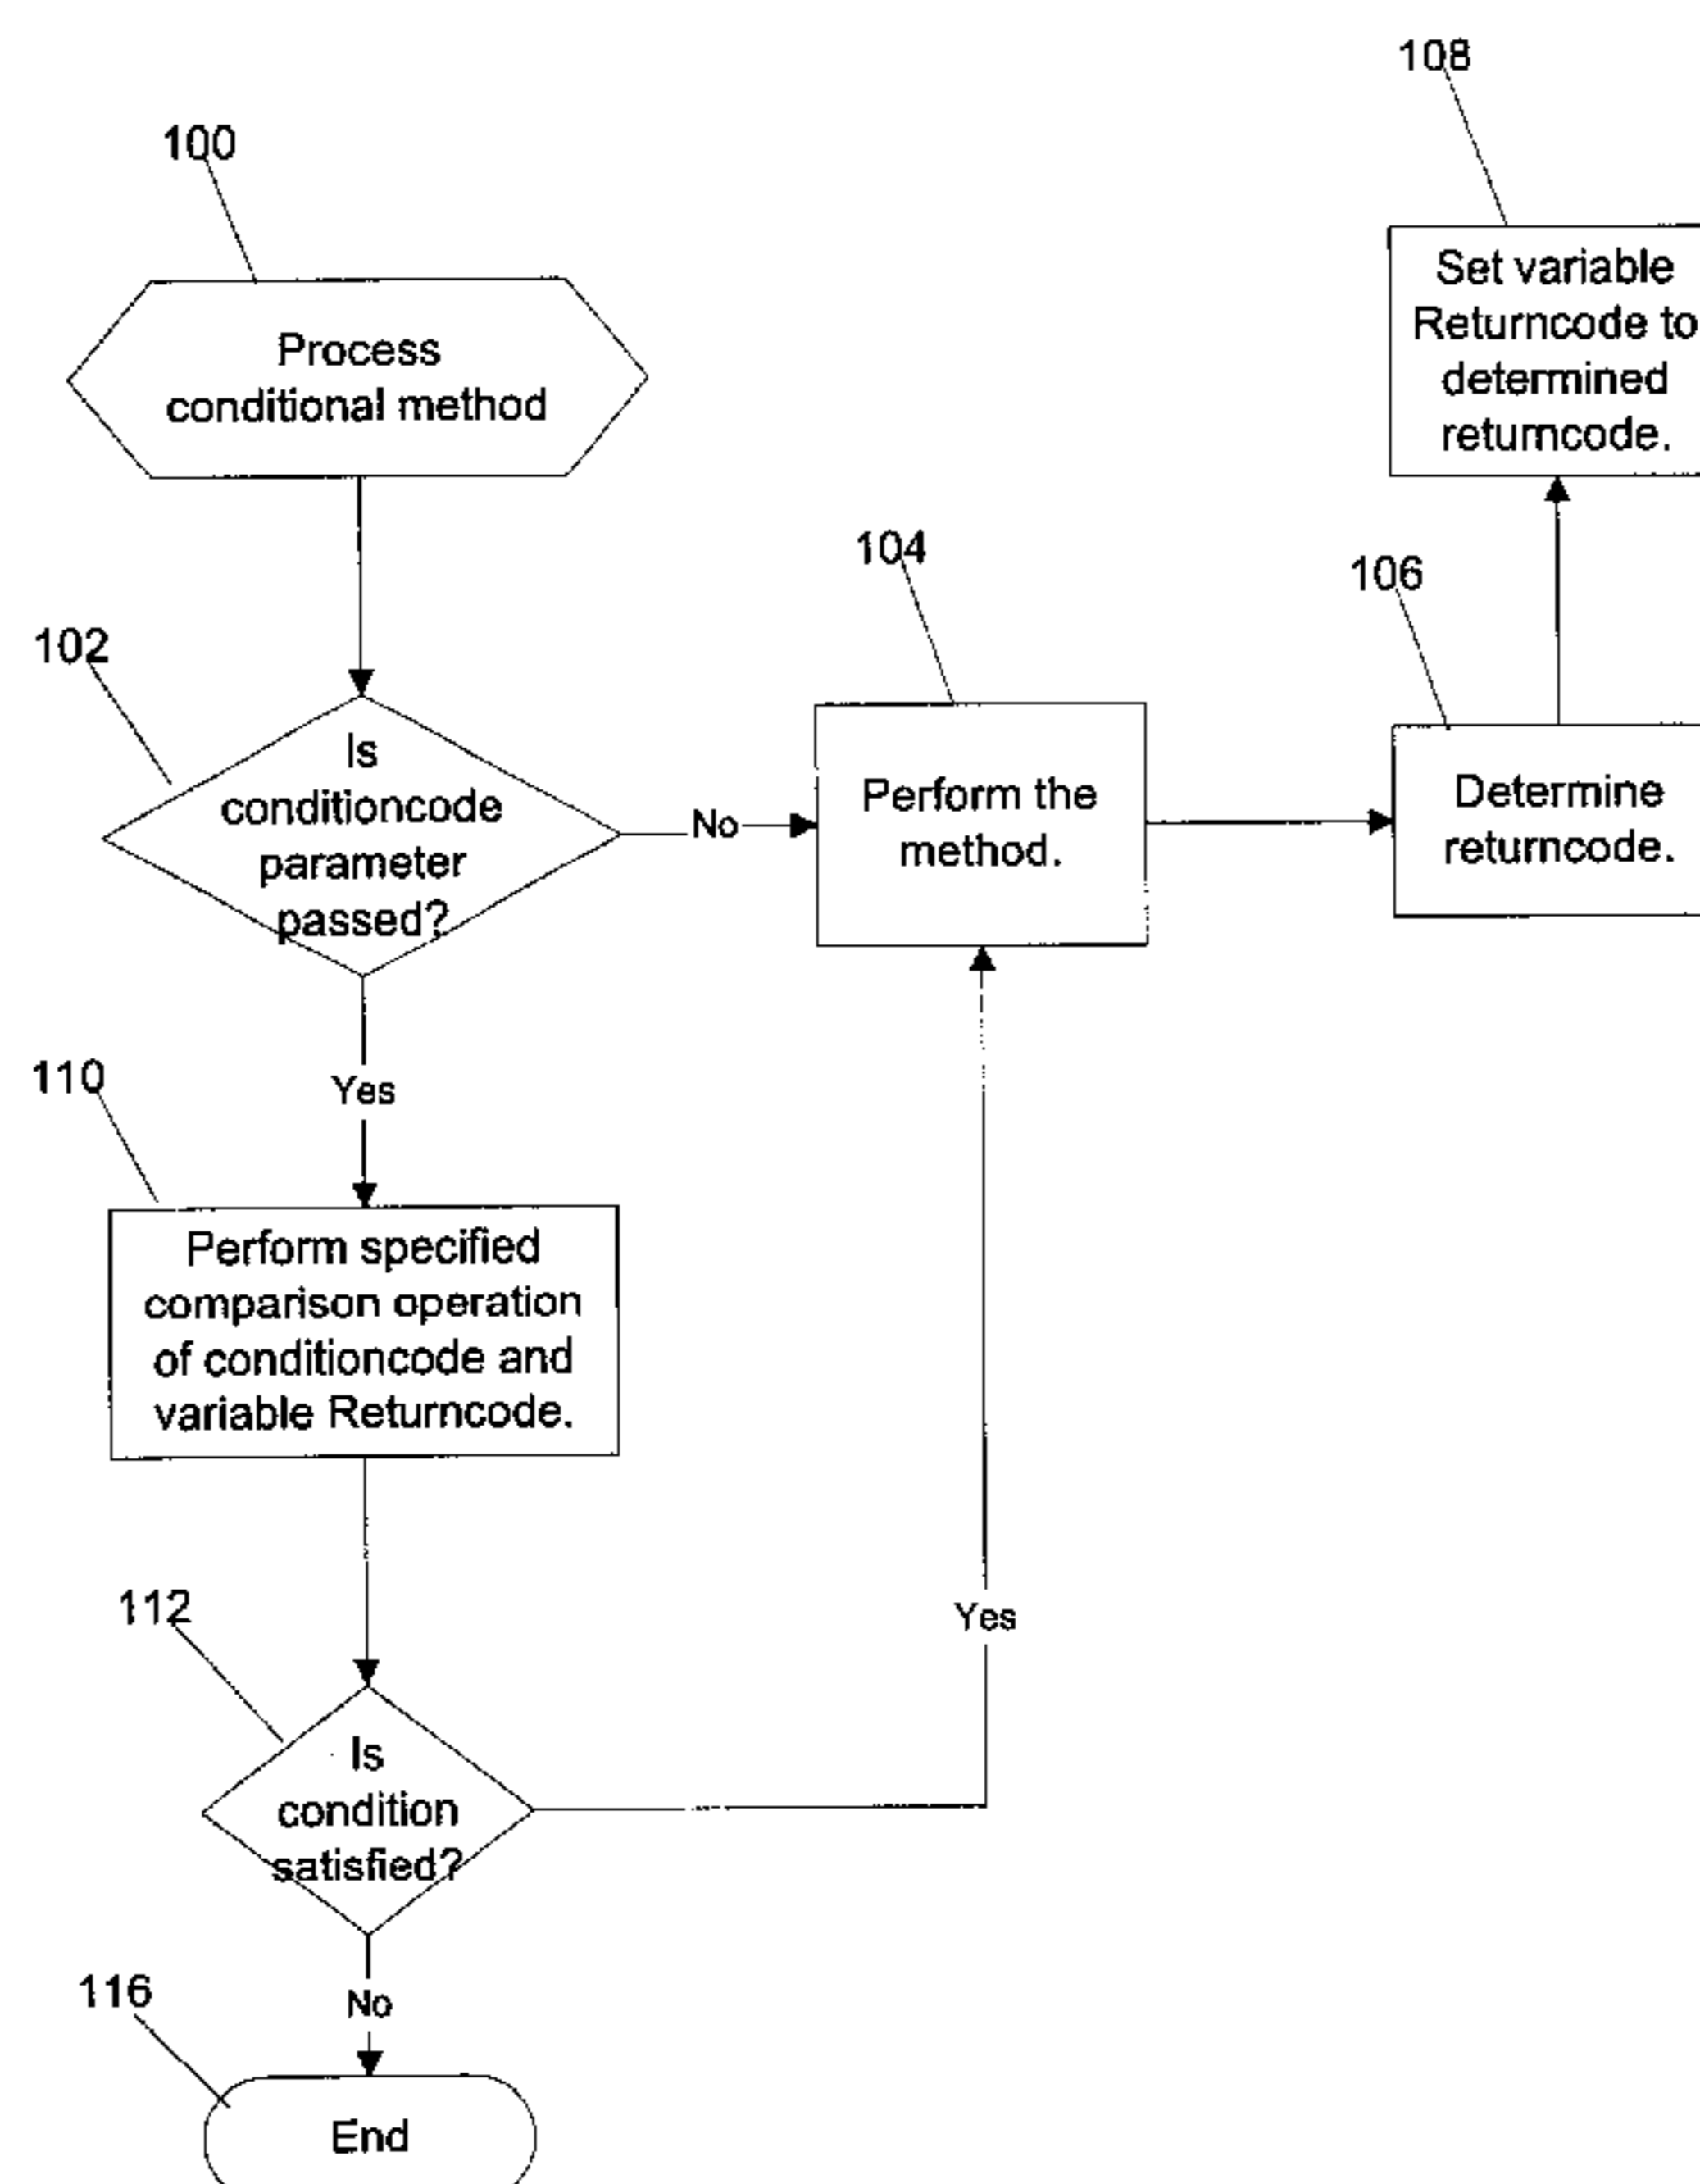 108
100
Set variable
Returncode to
determined
returncode.
Process
conditional method
104
106
102
Is
conditioncode
parameter
passed?
No
Perform the
method.
Determine
returncode.
110
Yes
Perform specified
comparison operation
of conditioncode and
variable Returncode.
112
Yes
Is
condition
satisfied?
116
No
End